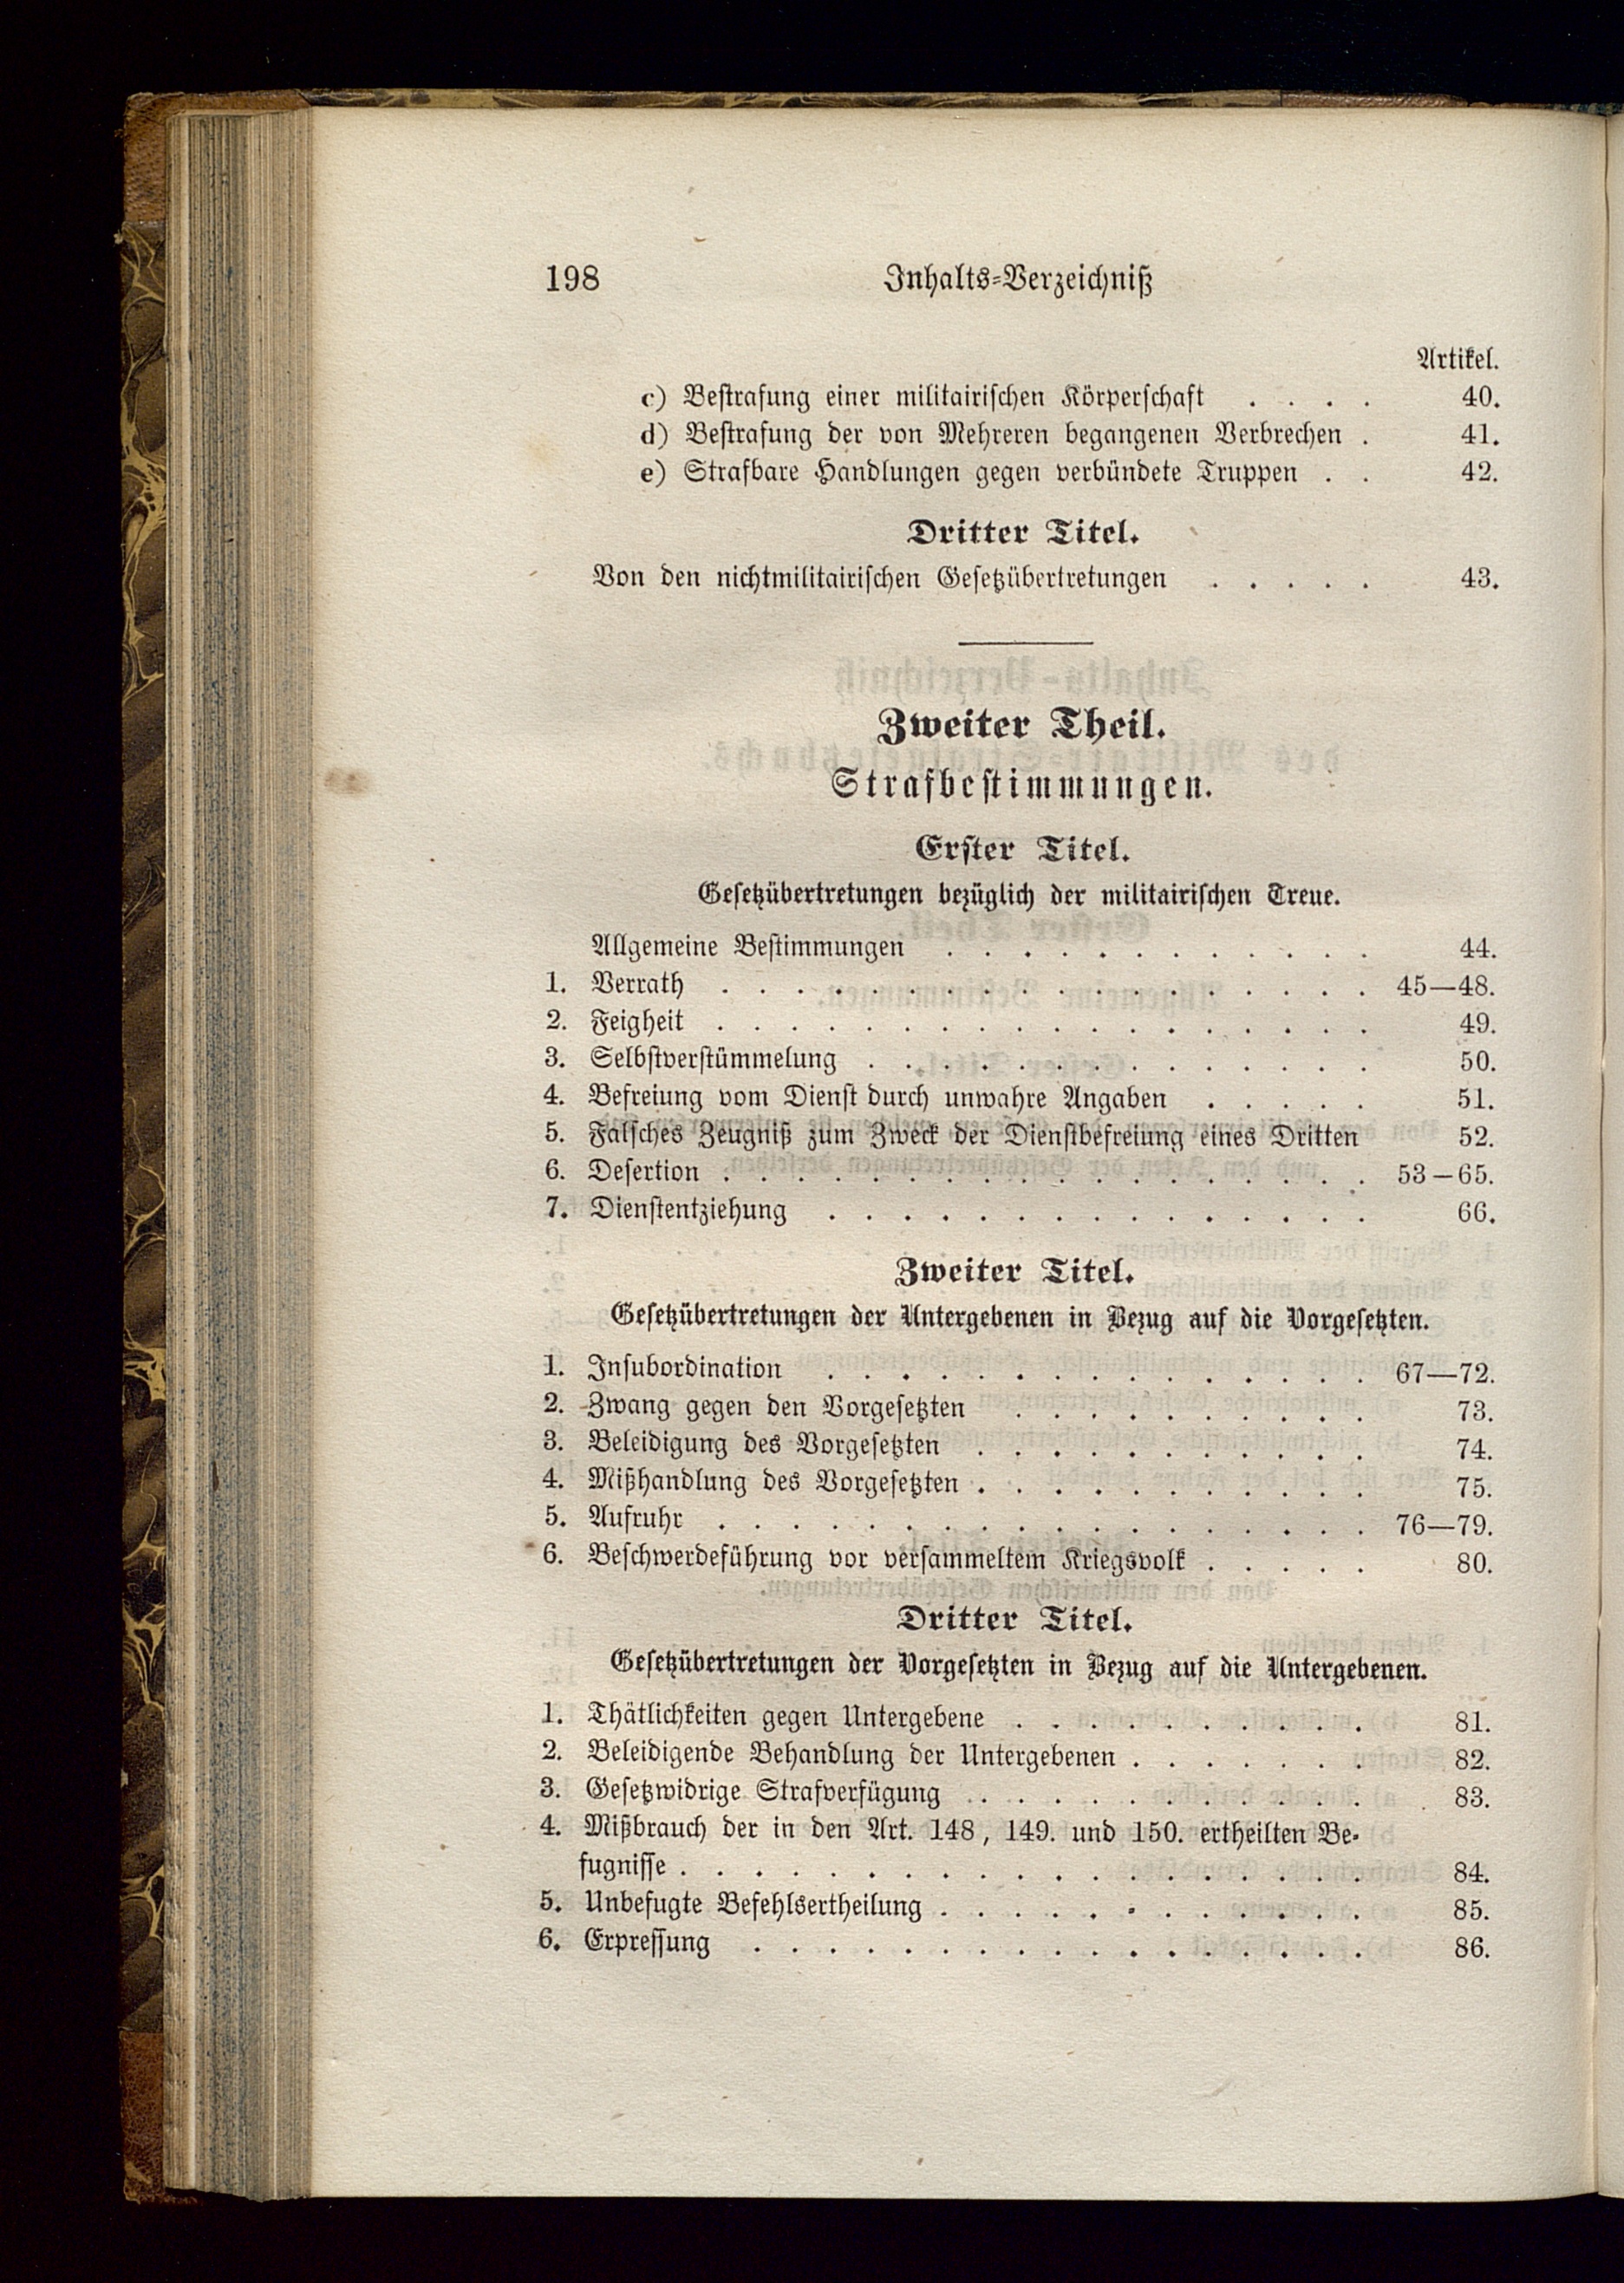 198 Inhalts-Verzeichniß
Artikel.
c) Bestrafung einer militairischen Körperschaft . . . . 40.
d) Bestrafung der von Mehreren begangenen Verbrechen . 41.
e) Strafbare Handlungen gegen verbündete Truppen . . 42.
Dritter Titel.
Von den nichtmilitairischen Gesetzübertretungen . . . . . 43.
Zweiter Theil.
Strafbestimmungen.
Erster Titel.
Gesetzübertretungen bezüglich der militairischen Treue.
Allgemeine Bestimmungen . . . . . . . . . . . . 44.
1. Verrath . . . . . . . . . . . . . . . . . . 45—48.
2. Feigheit . . . . . . . . . . . . . . . . . . 49.
3. Selbstverstümmelung . . . . . . . . . . . . . . 50.
4. Befreiung vom Dienst durch unwahre Angaben . . . . . 51.
5. Falsches Zeugniß zum Zweck der Dienstbefreiung eines Dritten 52.
6. Desertion . . . . . . . . . . . . . . . . . . 53—65.
7. Dienstentziehung . . . . . . . . . . . . . . . 66.
Zweiter Titel.
Gesetzübertretungen der Untergebenen in Bezug auf die Vorgesetzten.
1. Insubordination . . . . . . . . . . . . . . . 67—72.
2. Zwang gegen den Vorgesetzten . . . . . . . . . . 73.
3. Beleidigung des Vorgesetzten . . . . . . . . . . . 74.
4. Mißhandlung des Vorgesetzten . . . . . . . . . . . 75.
5. Aufruhr . . . . . . . . . . . . . . . . . . 76—79.
6. Beschwerdeführung vor versammeltem Kriegsvolk . . . . . 80.
Dritter Titel.
Gesetzübertretungen der Vorgesetzten in Bezug auf die Untergebenen.
1. Thätlichkeiten gegen Untergebene . . . . . . . . . . 81.
2. Beleidigende Behandlung der Untergebenen . . . . . . . 82.
3. Gesetzwidrige Strafverfügung . . . . . . . . . . . 83.
4. Mißbrauch der in den Art. 148, 149. und 150. ertheilten Be-
fugnisse . . . . . . . . . . . . . . . . . . . 84.
5. Unbefugte Befehlsertheilung . . . . . . . . . . . . 85.
6. Erpressung . . . . . . . . . . . . . . . . . 86.